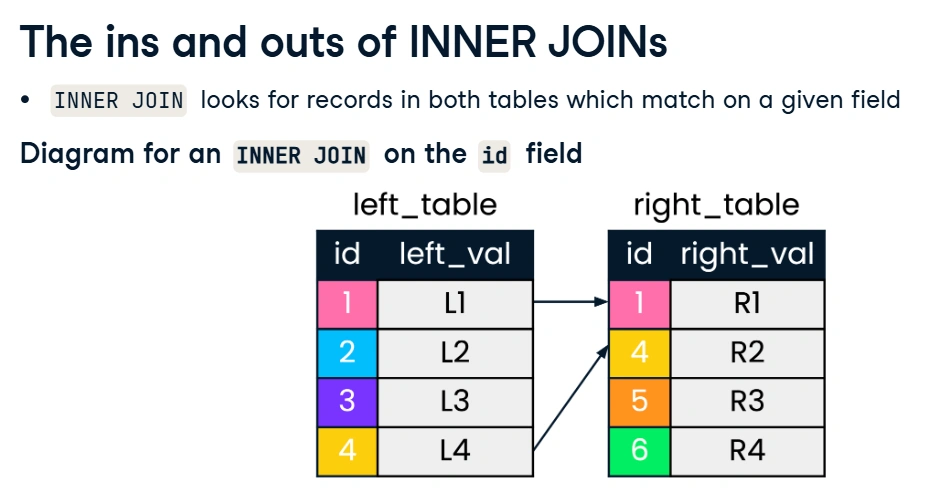 The ins and outs of INNER JOINs
• INNER JOIN looks for records in both tables which match on a given field
Diagram for an INNER JOIN on the id field
left_table right_table
id left_val id right_val
1 L1 1 R1
2 L2 4 R2
3 L3 5 R3
4 L4 6 R4